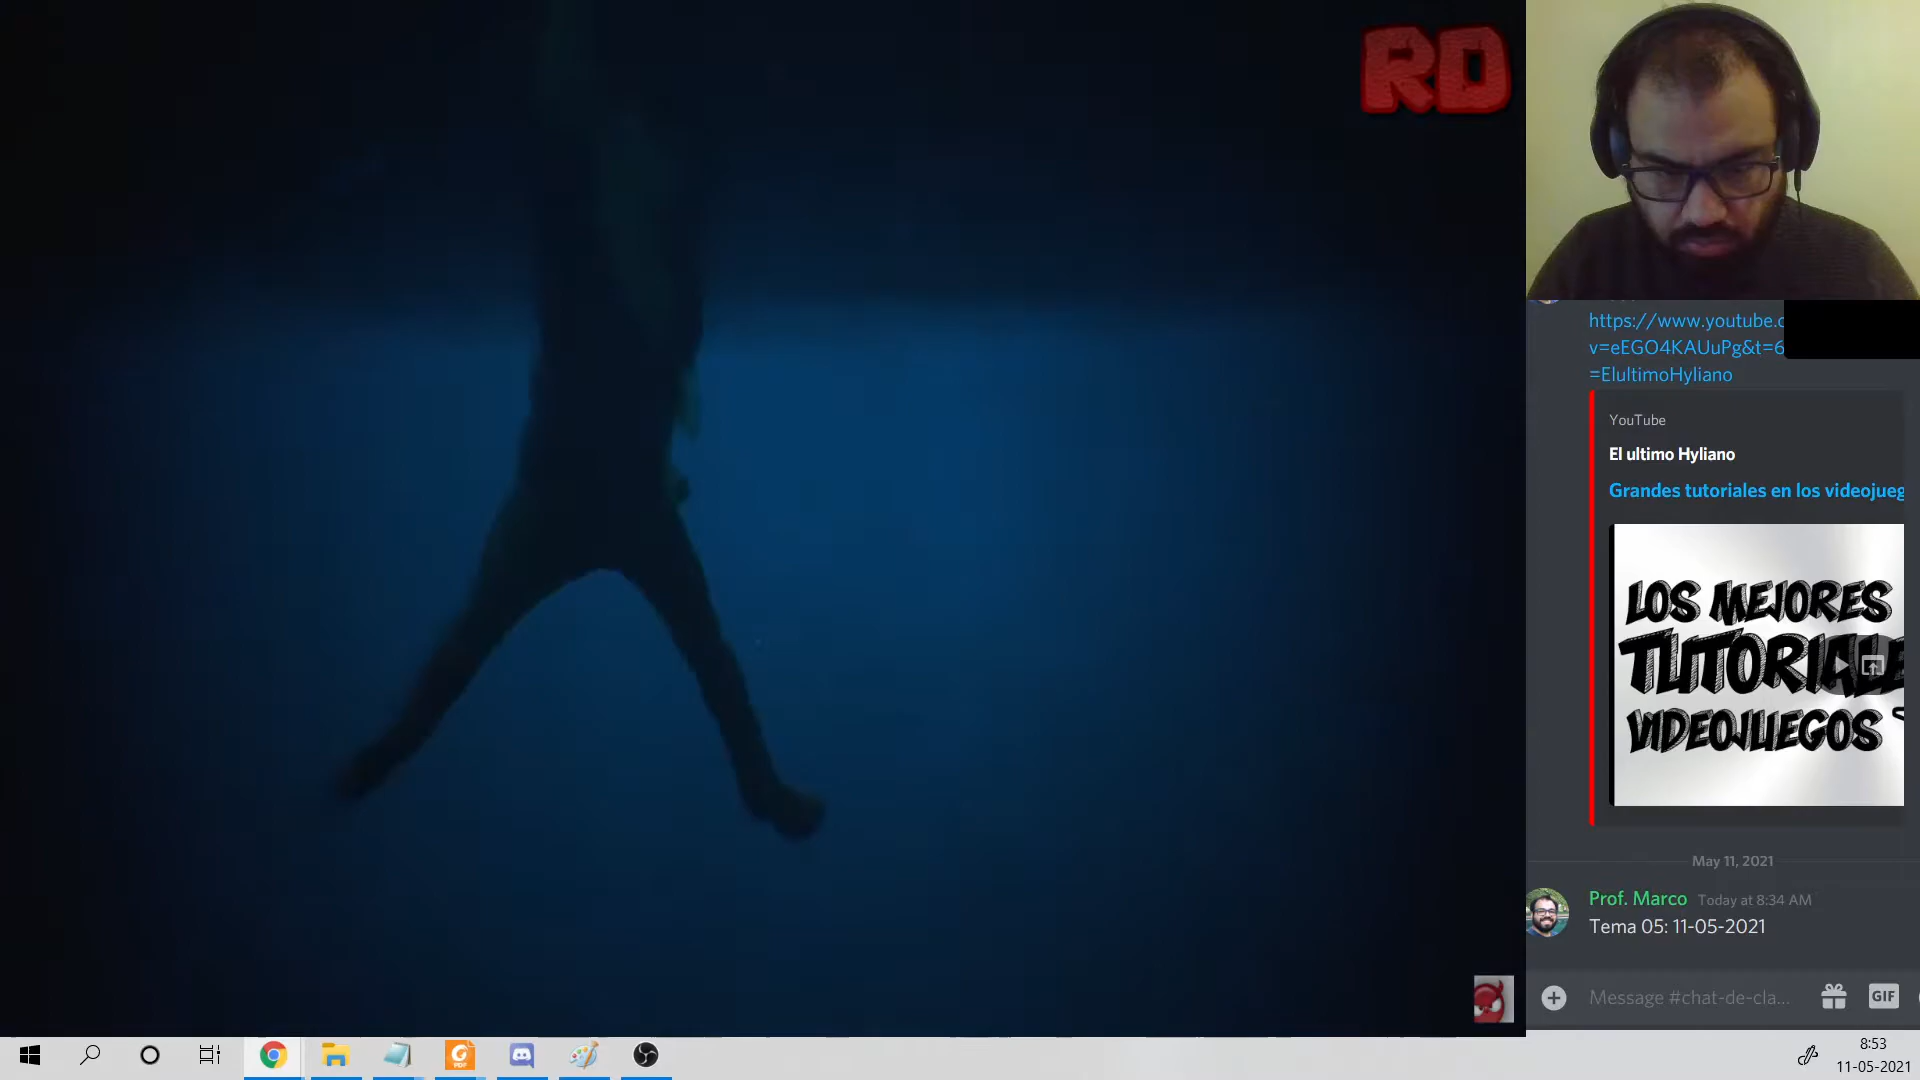 RD
https://www.youtube.c
v=eEGO4KAUuPg&t=6
=ElultimoHyliano
YouTube
El ultimo Hyliano
Grandes tutoriales en los videojueg
LOS MEJORES
TUTORIALE
VIDEOJUEGOS
May 11, 2021
Prof. Marco Today at 8:34 AM
Tema 05: 11-05-2021
Message #chat-de-cla...
GIF
PDF
8:53
11-05-2021